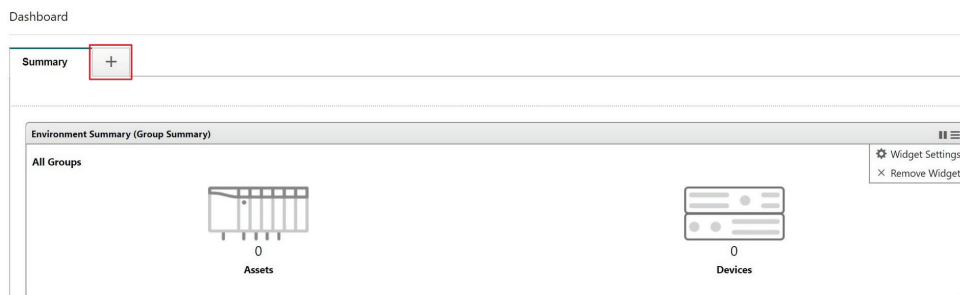 Dashboard
Summary
Environment Summary (Group Summary)
Widget Settings
Remove Widget
All Groups
0
Assets
0
Devices